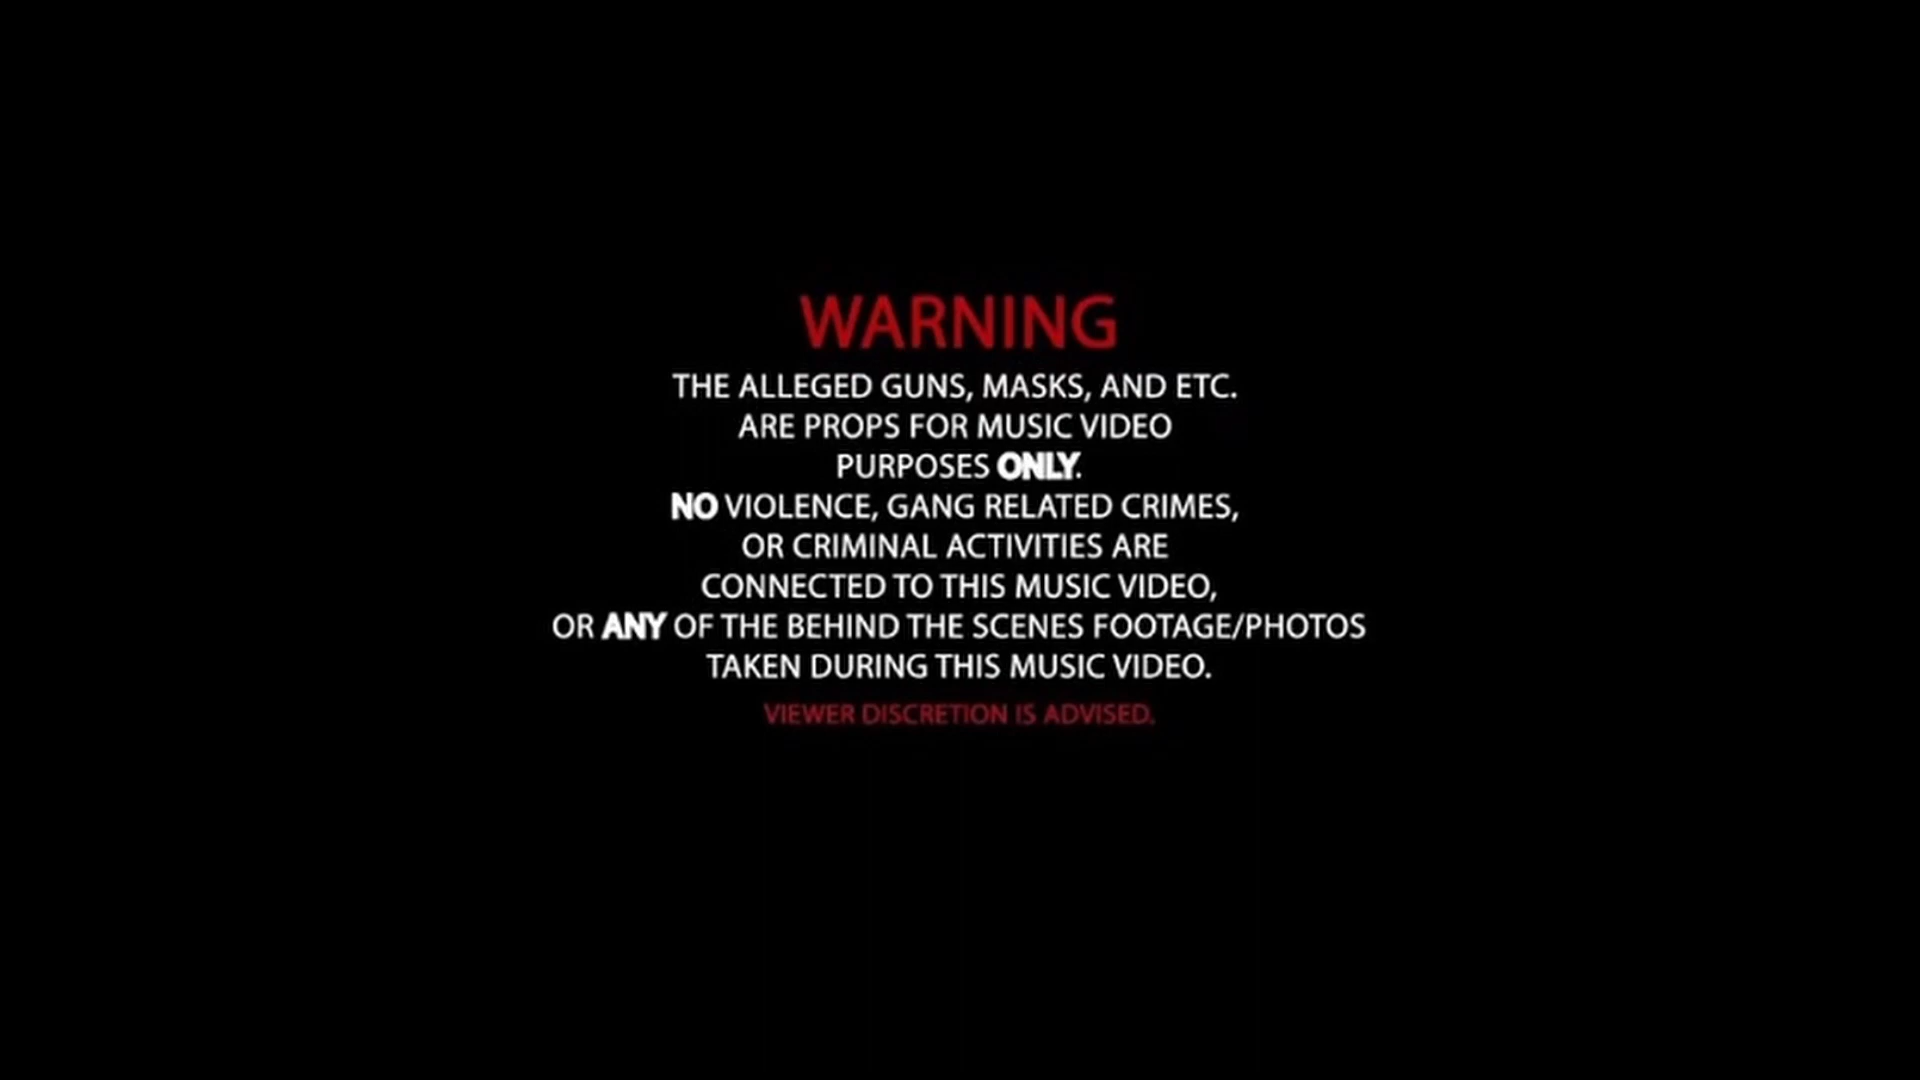 WARNING
THE ALLEGED GUNS, MASKS, AND ETC.
ARE PROPS FOR MUSIC VIDEO
PURPOSES ONLY.
NO VIOLENCE, GANG RELATED CRIMES,
OR CRIMINAL ACTIVITIES ARE
CONNECTED TO THIS MUSIC VIDEO,
OR ANY OF THE BEHIND THE SCENES FOOTAGE/PHOTOS
TAKEN DURING THIS MUSIC VIDEO.
VIEWER DISCRETION IS ADVISED.